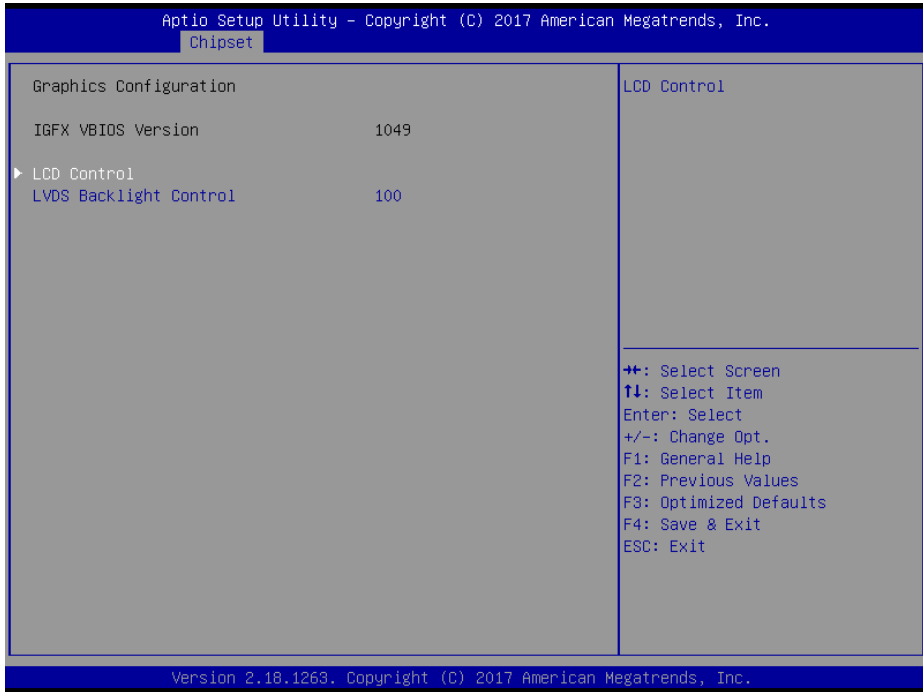 Aptio Setup Utility – Copyright (C) 2017 American Megatrends, Inc.
Chipset
Graphics Configuration
IGFX VBIOS Version 1049
▶ LCD Control
LVDS Backlight Control 100
LCD Control
→←: Select Screen
↑↓: Select Item
Enter: Select
+/-: Change Opt.
F1: General Help
F2: Previous Values
F3: Optimized Defaults
F4: Save & Exit
ESC: Exit
Version 2.18.1263. Copyright (C) 2017 American Megatrends, Inc.